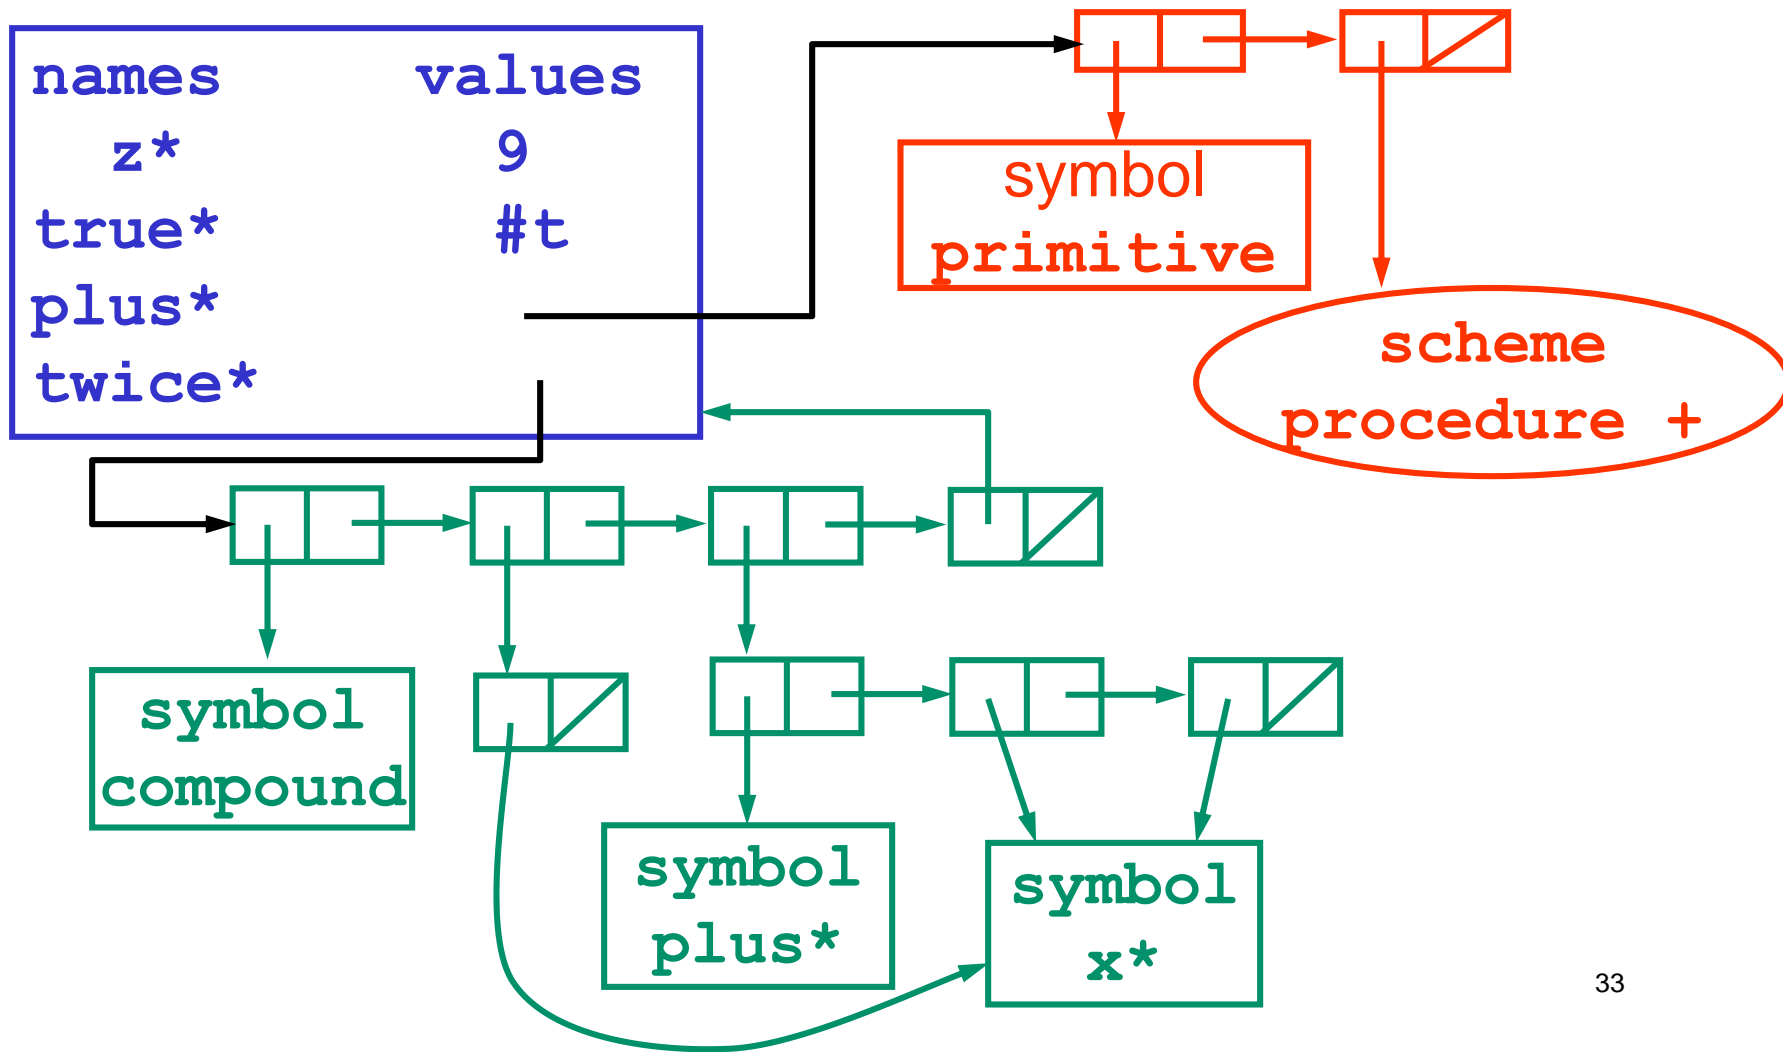 names values
z* 9
true* #t
plus*
twice*
symbol
primitive
scheme
procedure +
symbol
compound
symbol
plus*
symbol
x*
33